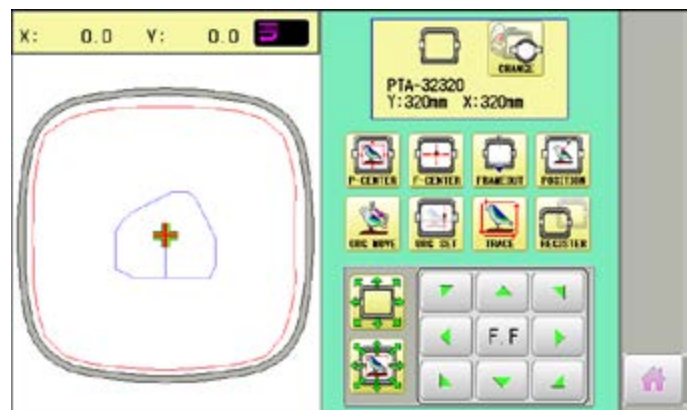 X: 0.0 Y: 0.0
CHANGE
PTA-32320
Y:320mm X:320mm
P-CENTER F-CENTER FRAMEOUT POSITION
ORG MOVE ORG SET TRACE REGISTER
F.F